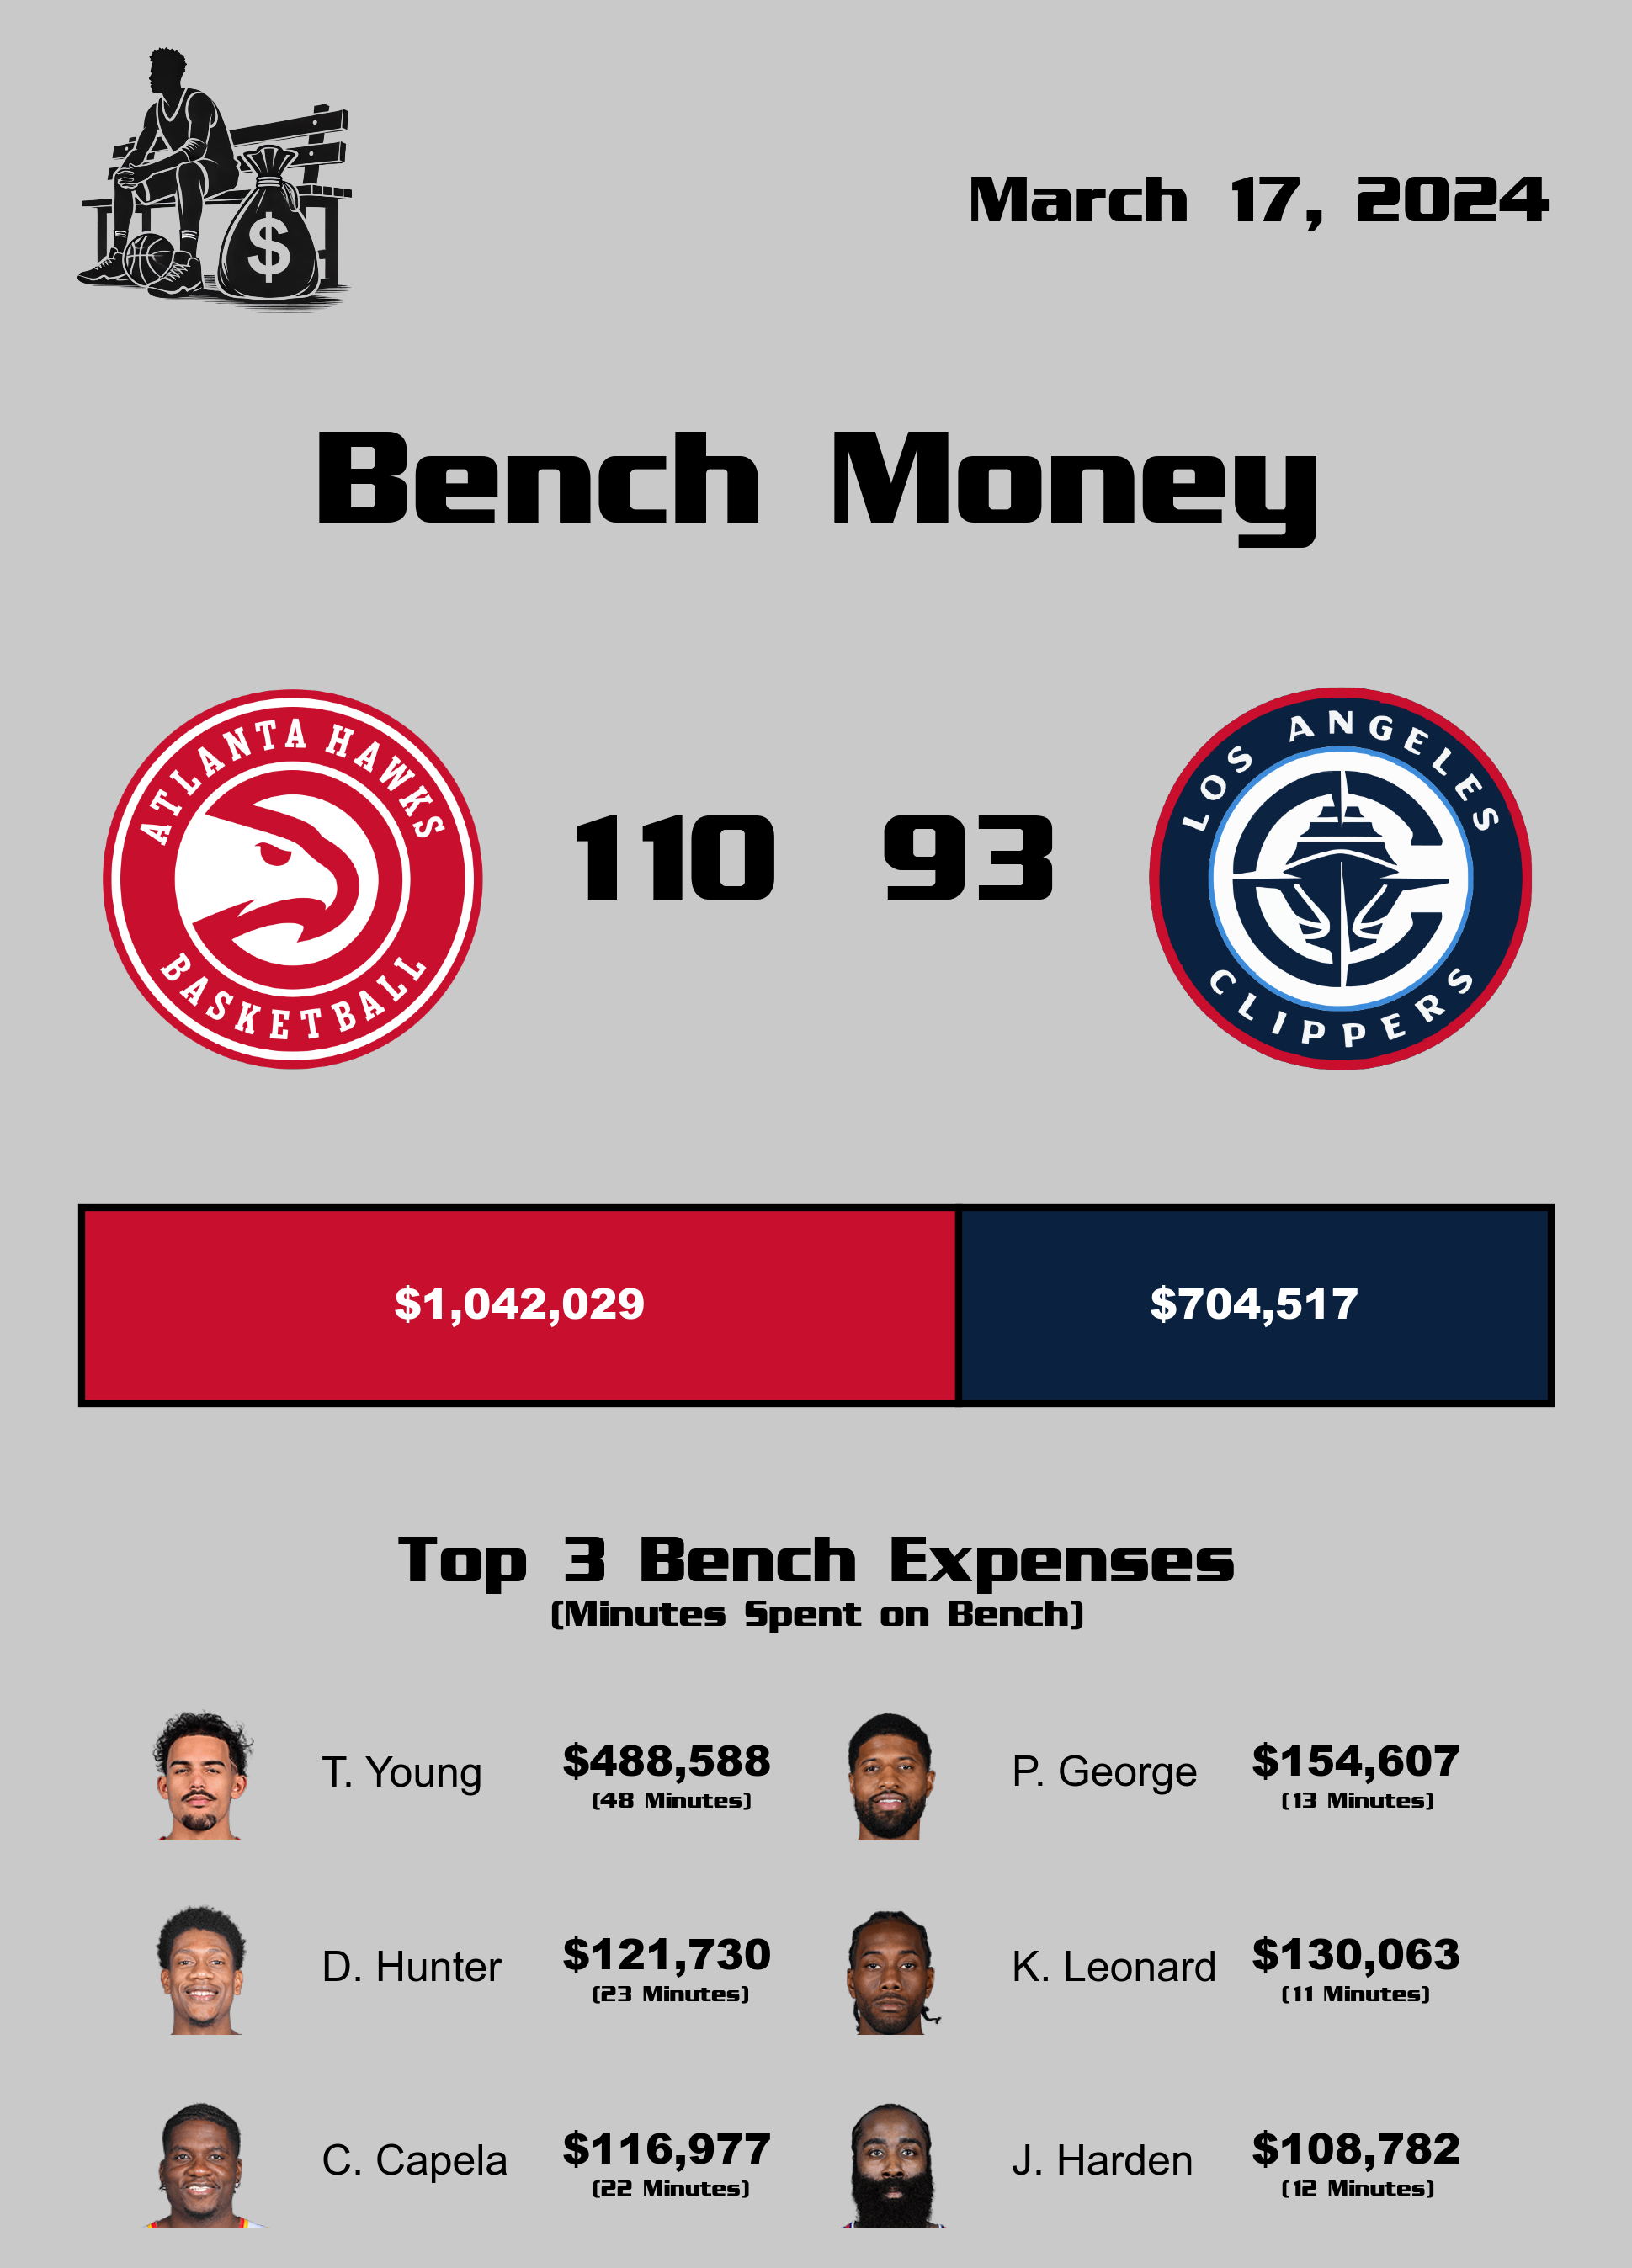 $
March 17, 2024
Bench Money
ATLANTA HAWKS
BASKETBALL
110 93
LOS ANGELES
CLIPPERS
$1,042,029
$704,517
Top 3 Bench Expenses
(Minutes Spent on Bench)
T. Young
$488,588
(48 Minutes)
P. George
$154,607
(13 Minutes)
D. Hunter
$121,730
(23 Minutes)
K. Leonard
$130,063
(11 Minutes)
C. Capela
$116,977
(22 Minutes)
J. Harden
$108,782
(12 Minutes)